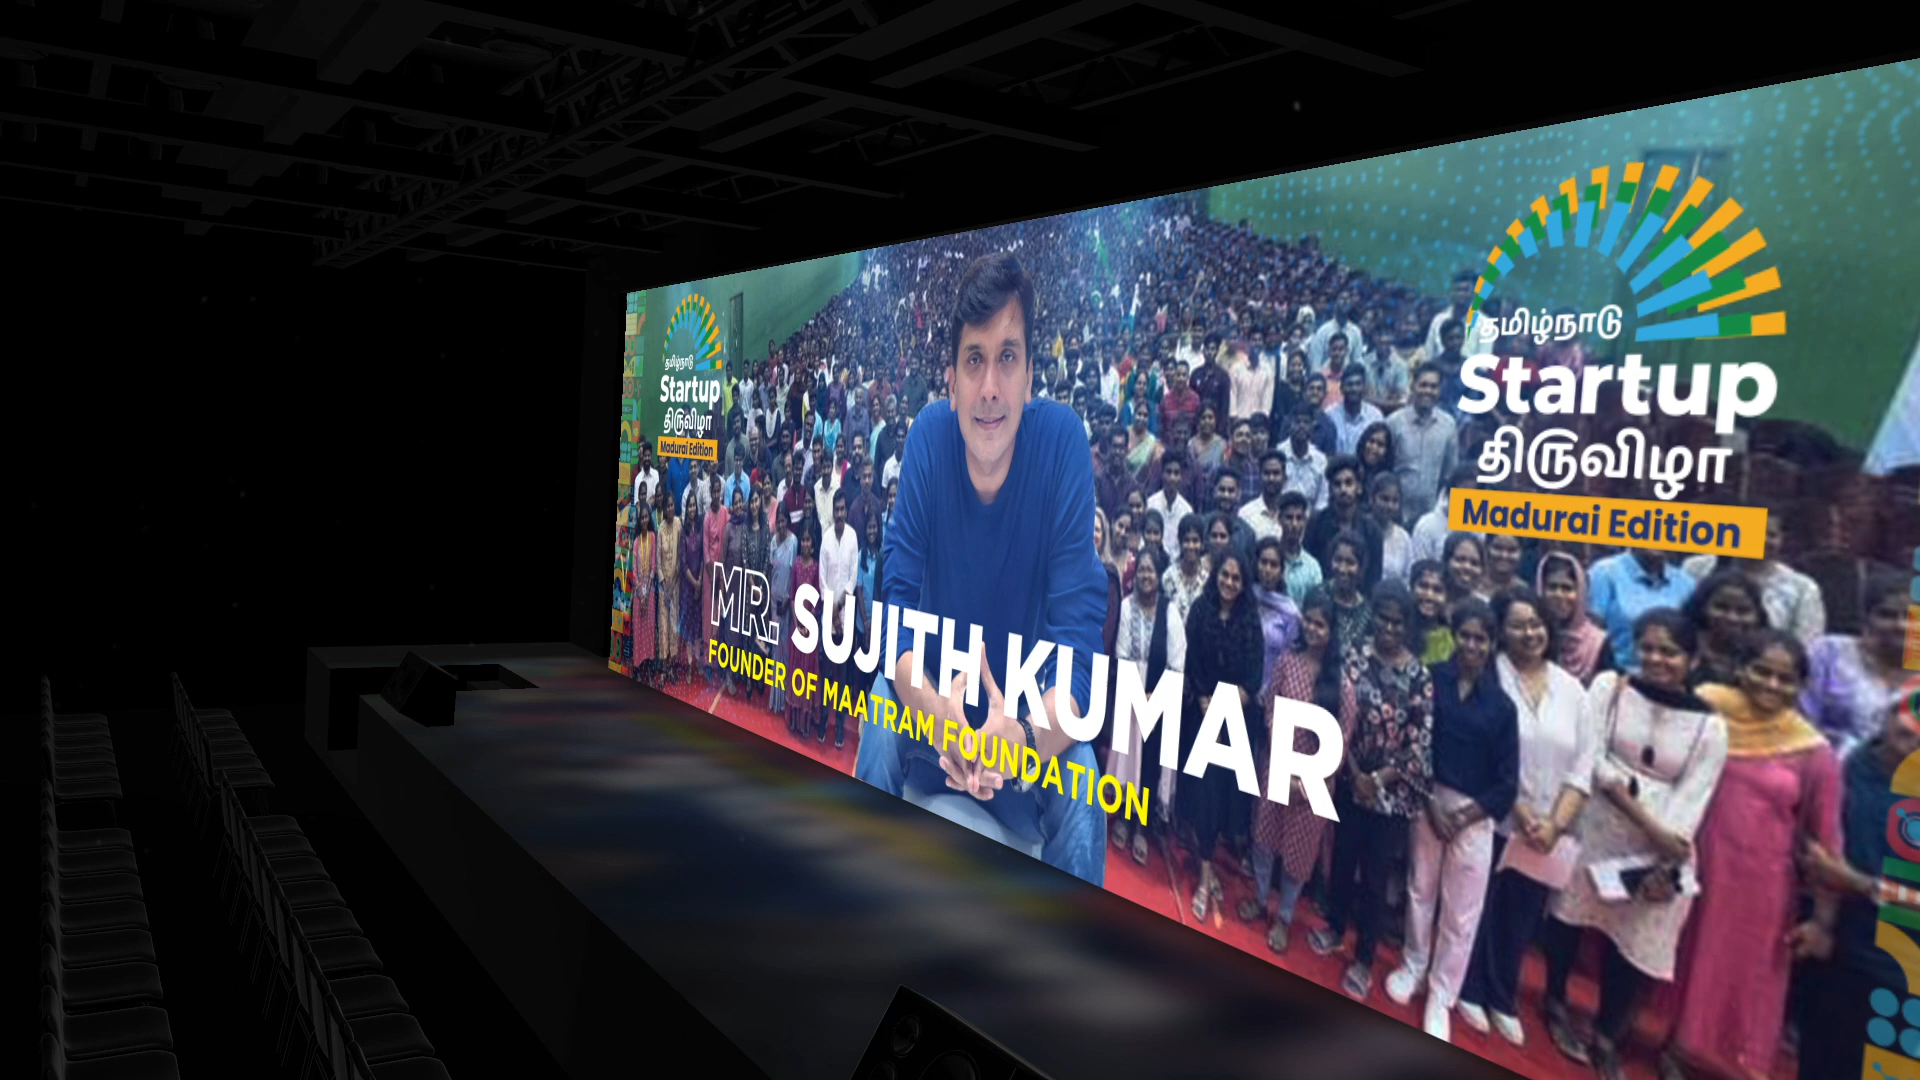 தமிழ்நாடு
Startup
திருவிழா
Madurai Edition
MR. SUJITH KUMAR
FOUNDER OF MAATRAM FOUNDATION
தமிழ்நாடு
Startup
திருவிழா
Madurai Edition